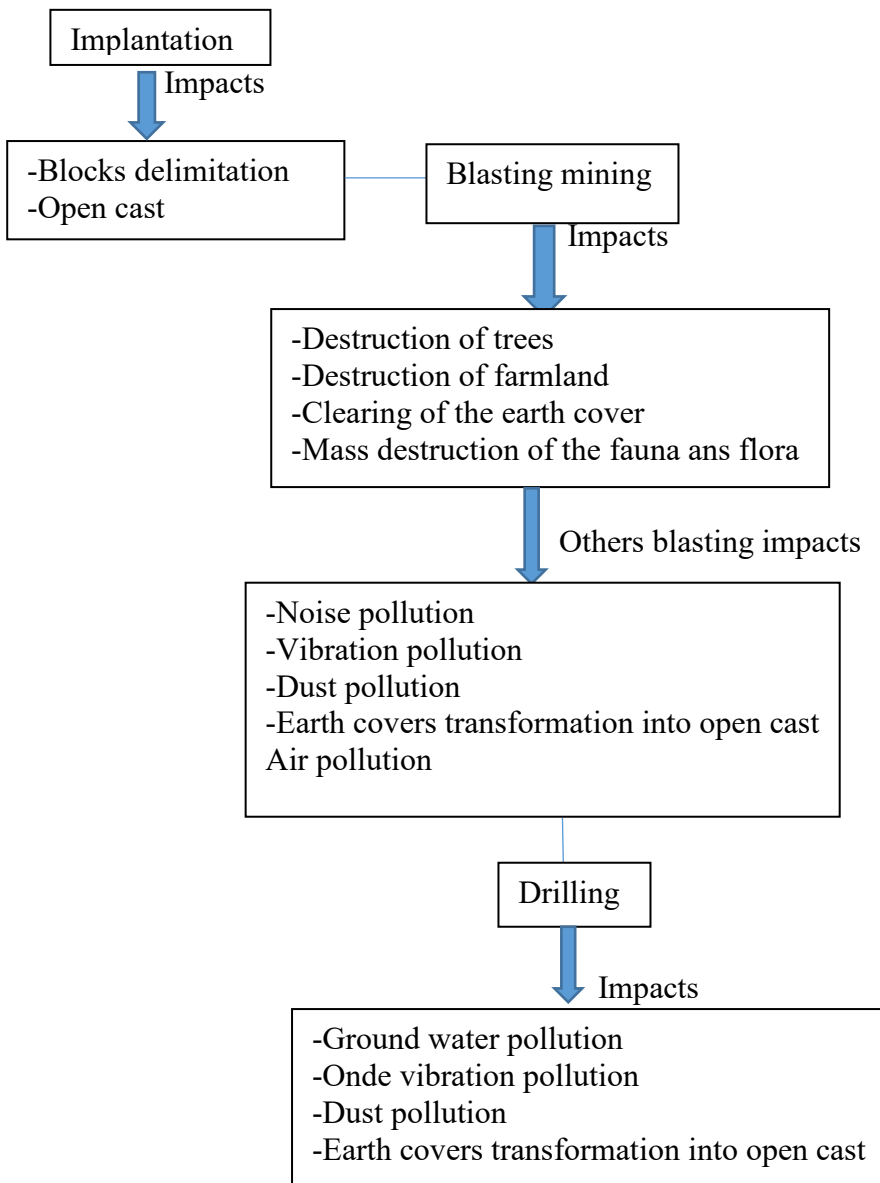 Implantation
Impacts
-Blocks delimitation
-Open cast
Blasting mining
Impacts
-Destruction of trees
-Destruction of farmland
-Clearing of the earth cover
-Mass destruction of the fauna ans flora
Others blasting impacts
-Noise pollution
-Vibration pollution
-Dust pollution
-Earth covers transformation into open cast
Air pollution
Drilling
Impacts
-Ground water pollution
-Onde vibration pollution
-Dust pollution
-Earth covers transformation into open cast